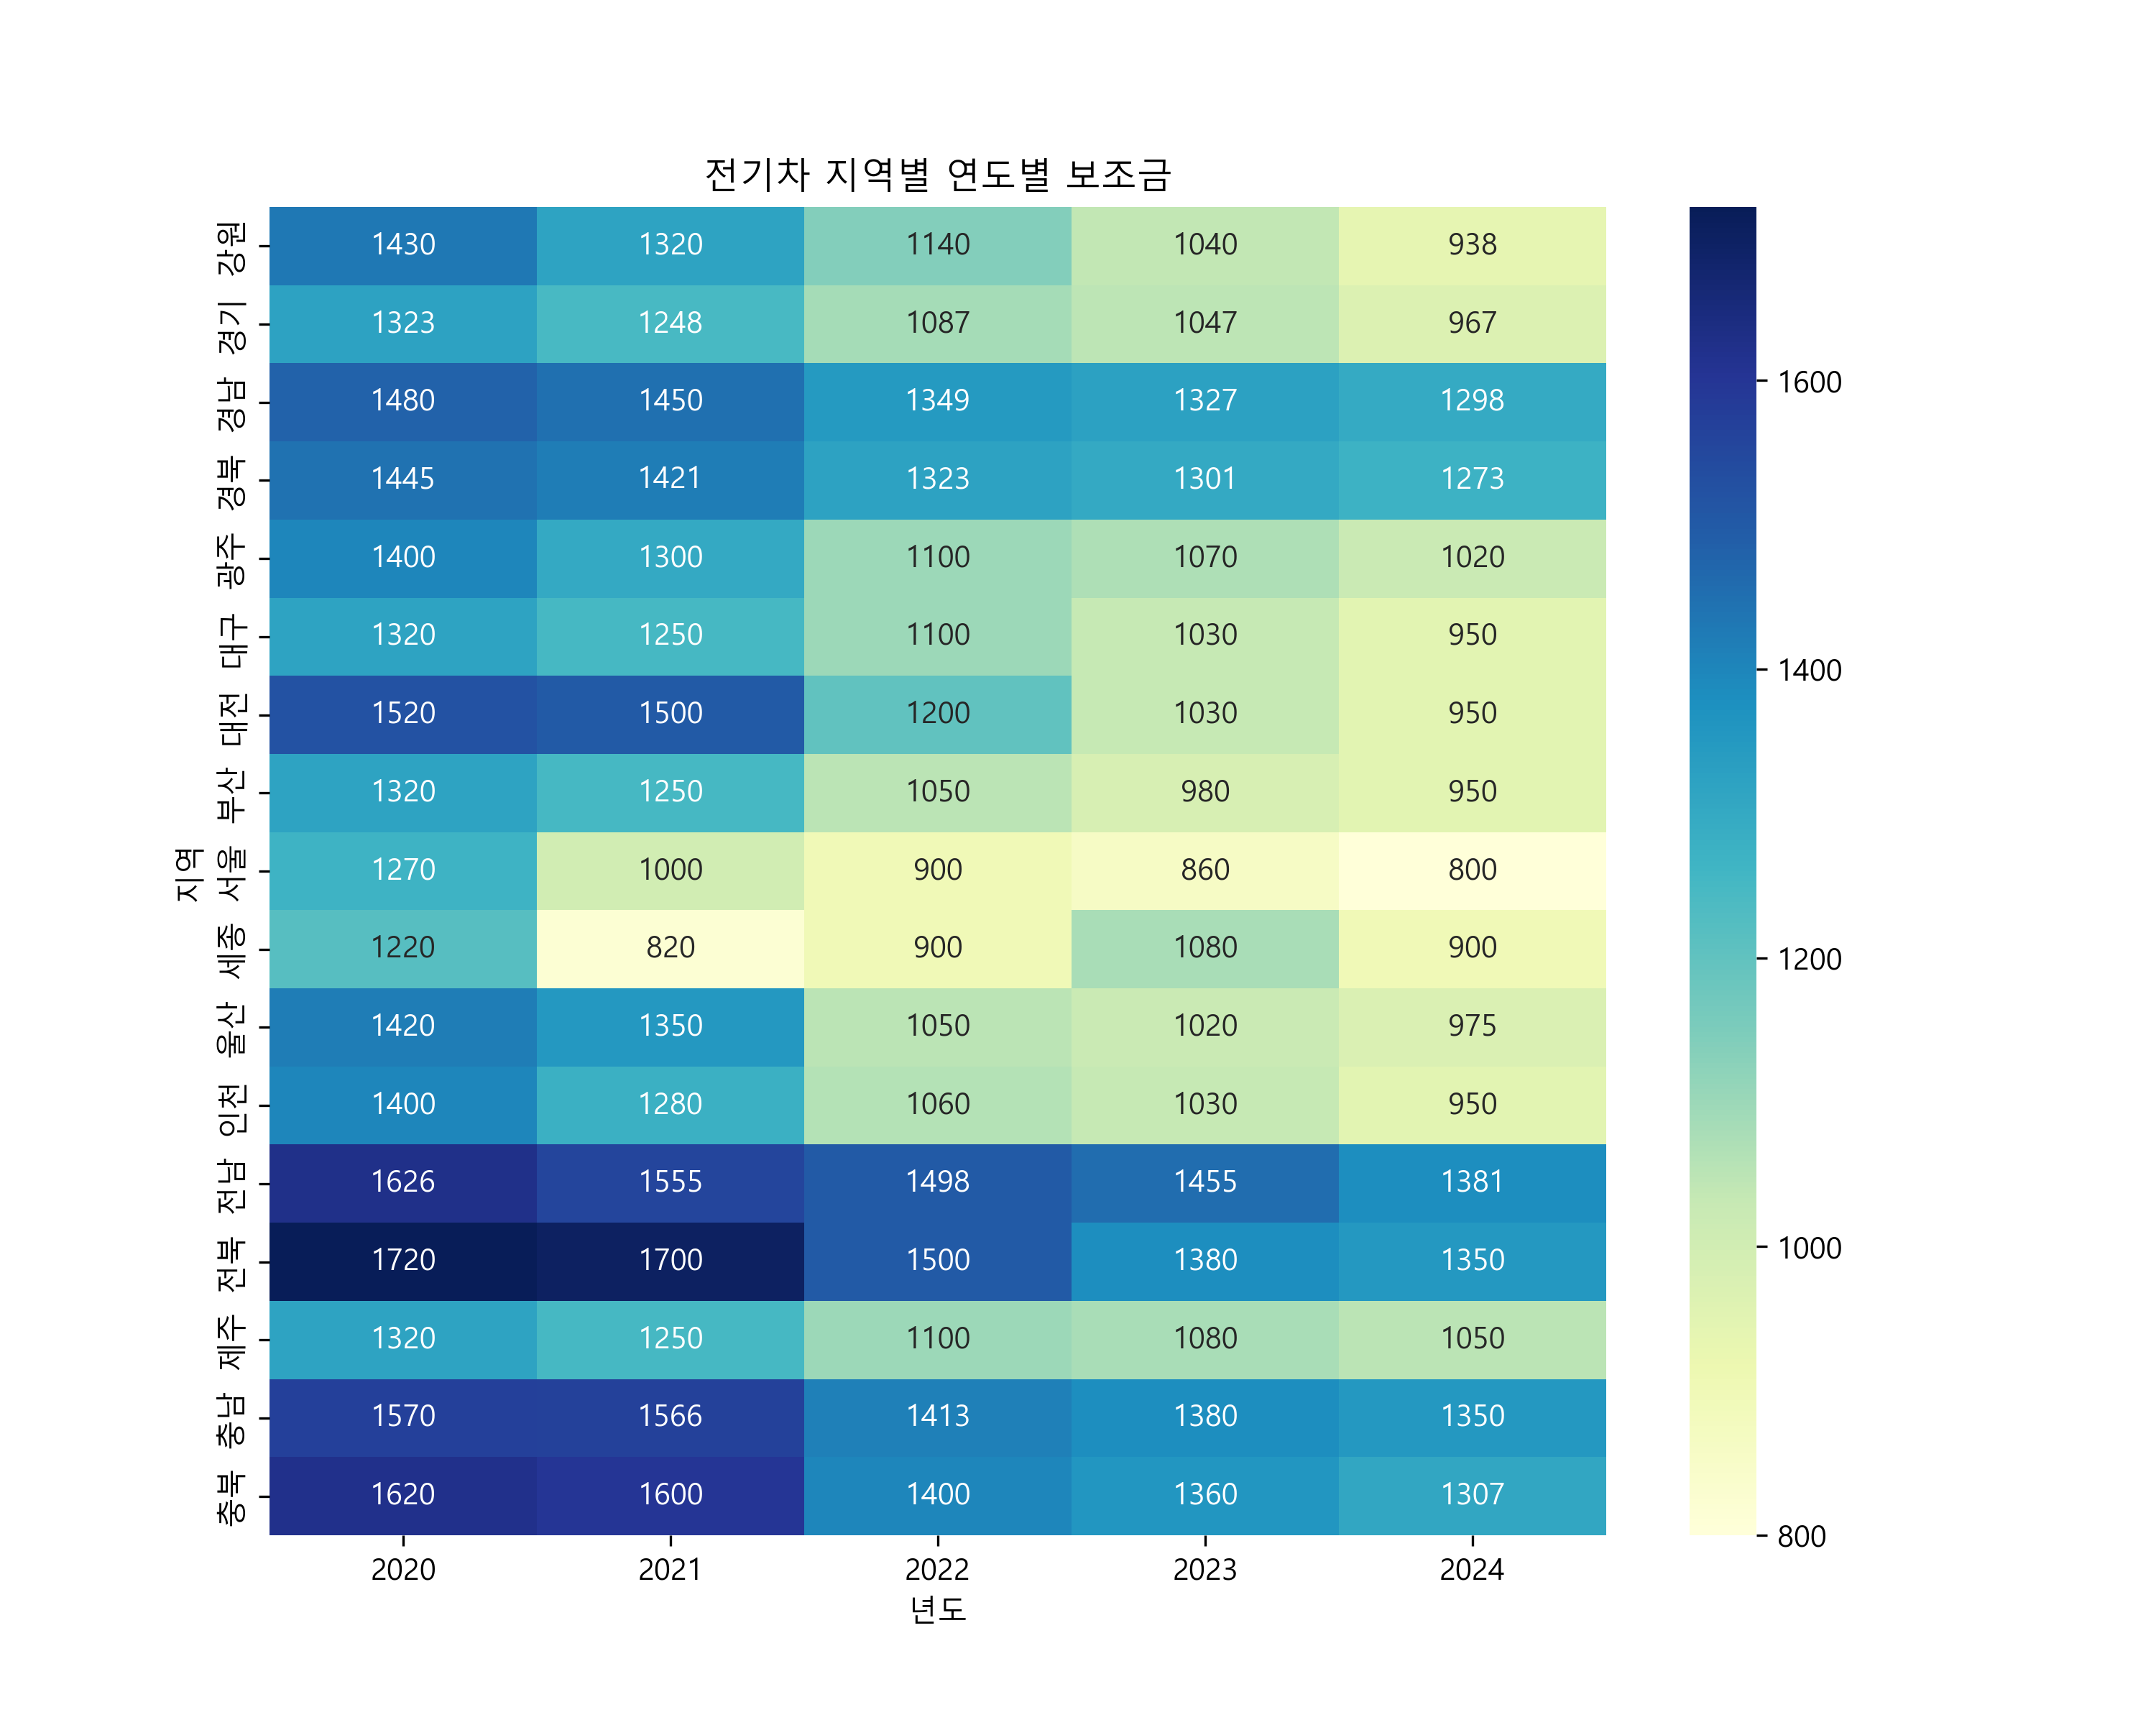 전기차 지역별 연도별 보조금
강원 1430 1320 1140 1040 938
경기 1323 1248 1087 1047 967
경남 1480 1450 1349 1327 1298
경북 1445 1421 1323 1301 1273
광주 1400 1300 1100 1070 1020
대구 1320 1250 1100 1030 950
대전 1520 1500 1200 1030 950
부산 1320 1250 1050 980 950
서울 1270 1000 900 860 800
세종 1220 820 900 1080 900
울산 1420 1350 1050 1020 975
인천 1400 1280 1060 1030 950
전남 1626 1555 1498 1455 1381
전북 1720 1700 1500 1380 1350
제주 1320 1250 1100 1080 1050
충남 1570 1566 1413 1380 1350
충북 1620 1600 1400 1360 1307
2020 2021 2022 2023 2024
년도
지역
1600
1400
1200
1000
800